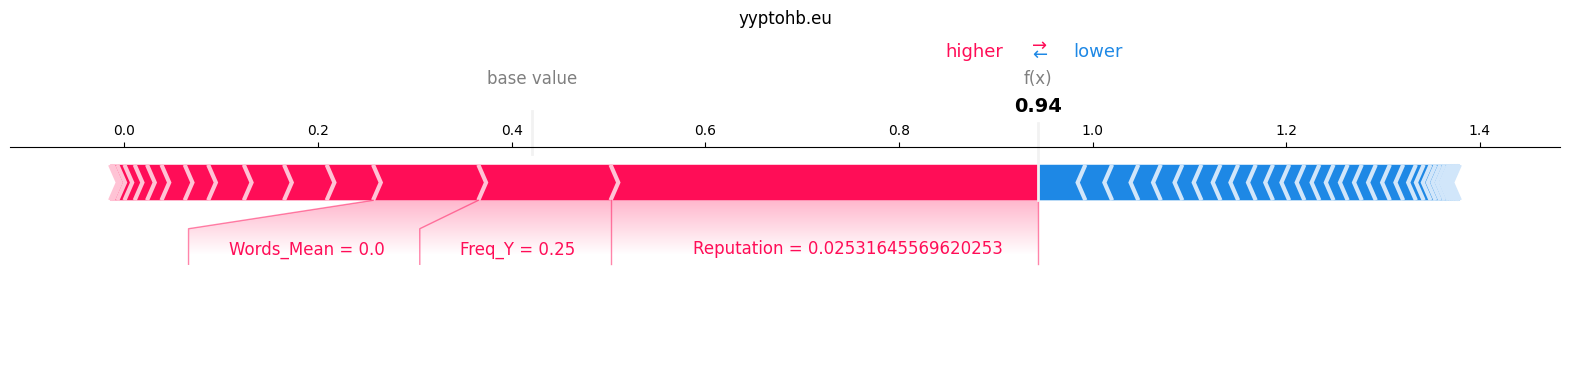 yyptohb.eu
higher → ← lower
base value f(x)
0.94
0.0 0.2 0.4 0.6 0.8 1.0 1.2 1.4
Words_Mean = 0.0 Freq_Y = 0.25 Reputation = 0.02531645569620253